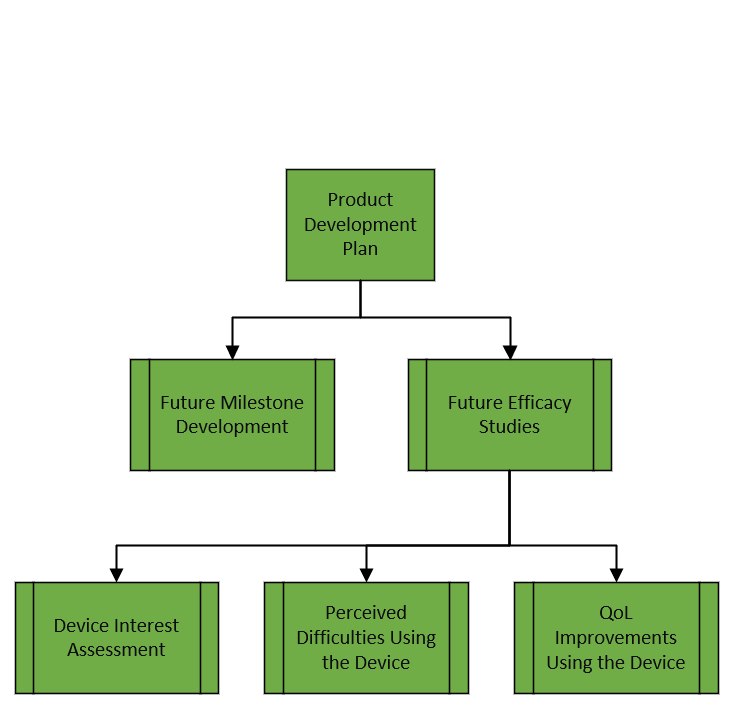 Product
Development
Plan
Future Milestone
Development
Future Efficacy
Studies
Device Interest
Assessment
Perceived
Difficulties Using
the Device
QoL
Improvements
Using the Device